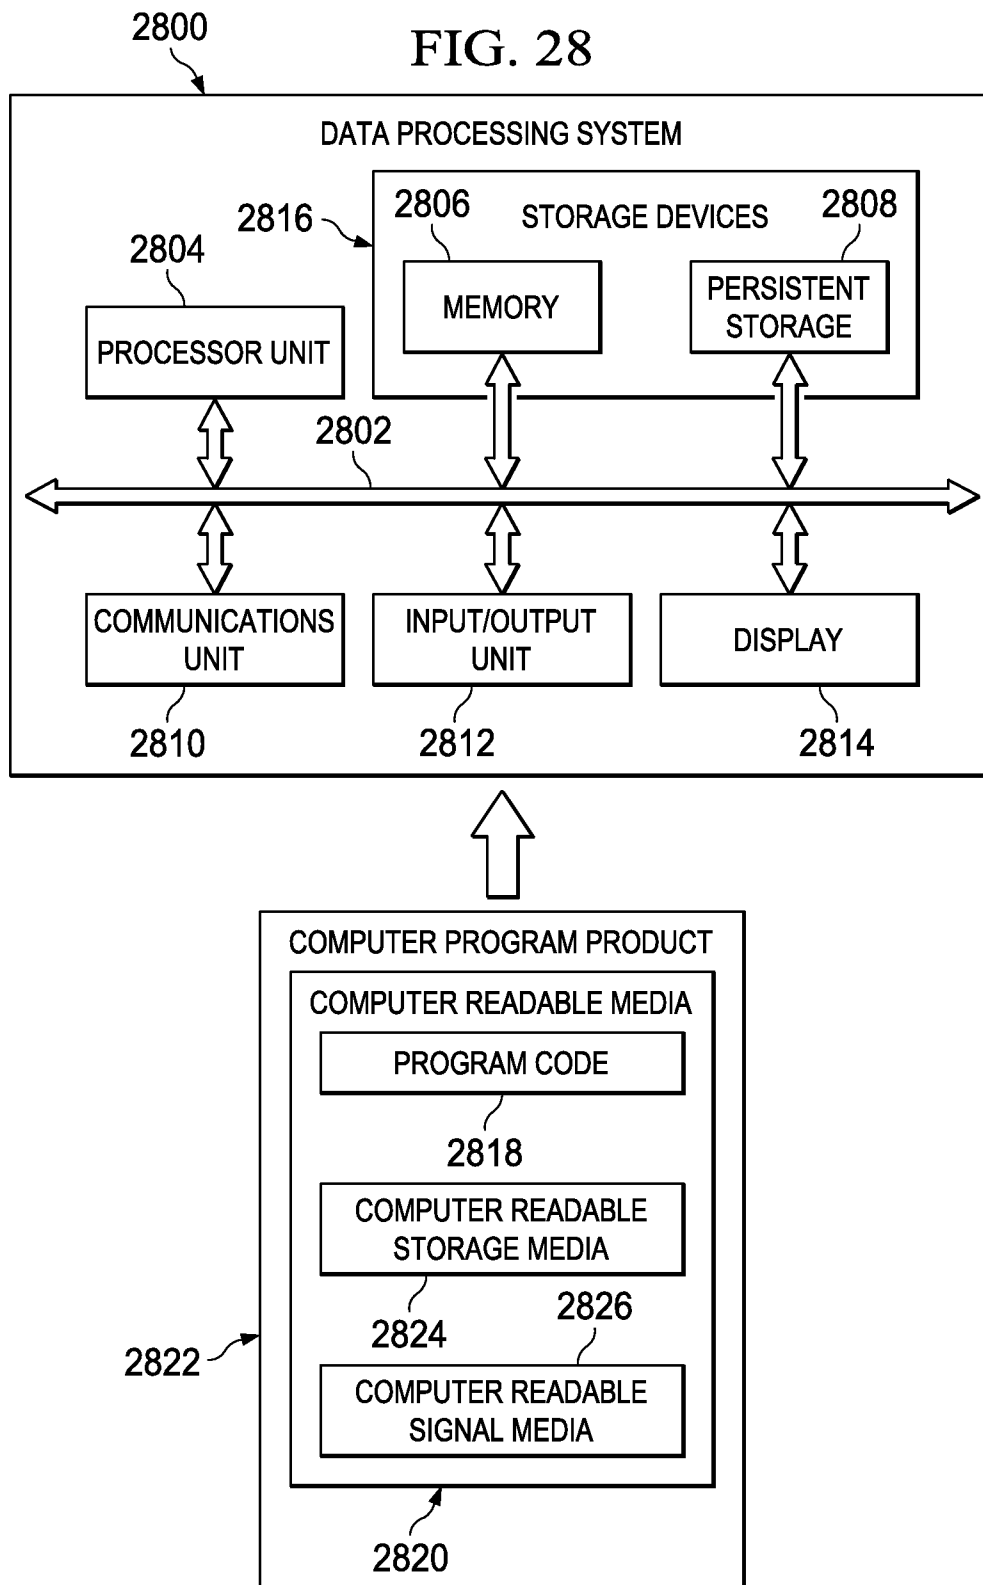 2800
FIG. 28
DATA PROCESSING SYSTEM
2816
2806
STORAGE DEVICES
2808
2804
MEMORY
PERSISTENT
STORAGE
PROCESSOR UNIT
2802
COMMUNICATIONS
UNIT
INPUT/OUTPUT
UNIT
DISPLAY
2810
2812
2814
COMPUTER PROGRAM PRODUCT
COMPUTER READABLE MEDIA
PROGRAM CODE
2818
COMPUTER READABLE
STORAGE MEDIA
2824
2826
2822
COMPUTER READABLE
SIGNAL MEDIA
2820